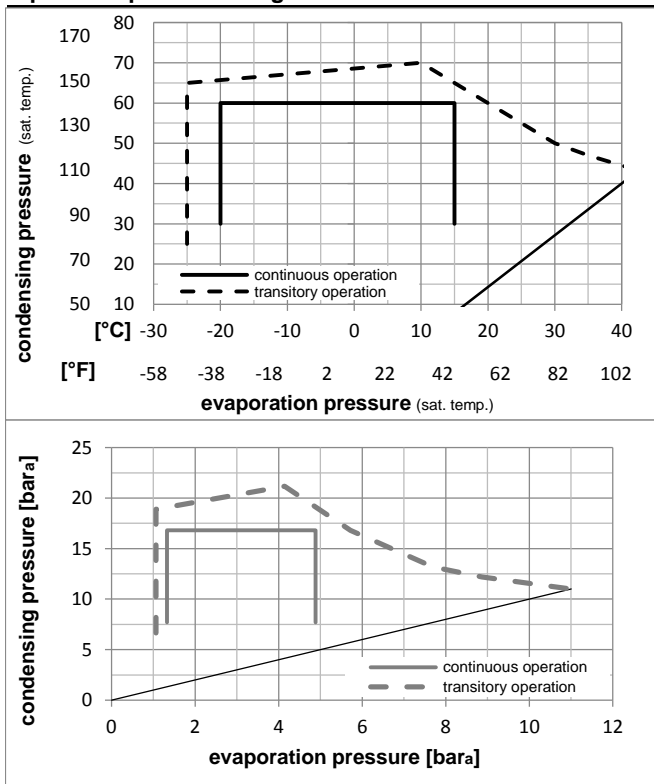 170 80
150 70
60
130
50
110
40
90
30
70 20
50 10
condensing pressure (sat. temp.)
continuous operation
transitory operation
[°C] -30 -20 -10 0 10 20 30 40
[°F] -58 -38 -18 2 22 42 62 82 102
evaporation pressure (sat. temp.)
25
20
15
10
5
0
condensing pressure [bara]
continuous operation
transitory operation
0 2 4 6 8 10 12
evaporation pressure [bara]